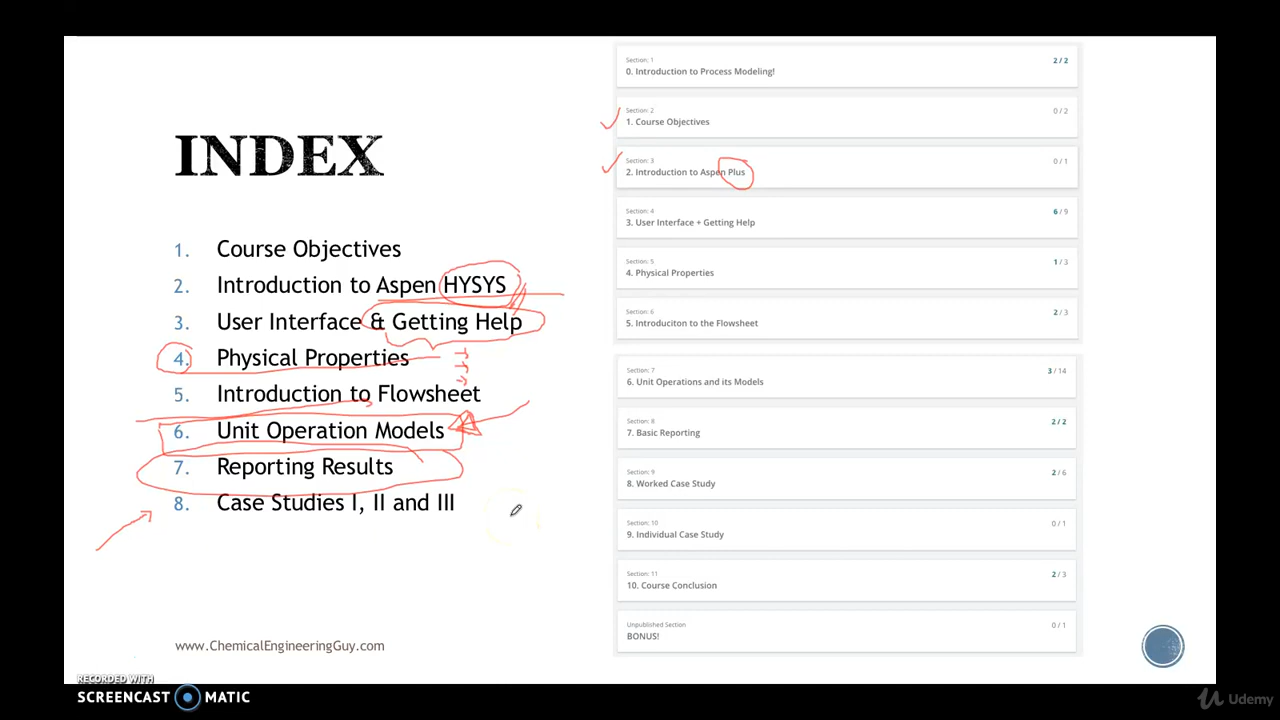 INDEX
1. Course Objectives
2. Introduction to Aspen HYSYS
3. User Interface & Getting Help
4. Physical Properties
5. Introduction to Flowsheet
6. Unit Operation Models
7. Reporting Results
8. Case Studies I, II and III
www.ChemicalEngineeringGuy.com
Section: 1
0. Introduction to Process Modeling! 2 / 2
Section: 2
1. Course Objectives 0 / 2
Section: 3
2. Introduction to Aspen Plus 0 / 1
Section: 4
3. User Interface + Getting Help 6 / 9
Section: 5
4. Physical Properties 1 / 3
Section: 6
5. Introduciton to the Flowsheet 2 / 3
Section: 7
6. Unit Operations and its Models 3 / 14
Section: 8
7. Basic Reporting 2 / 2
Section: 9
8. Worked Case Study 2 / 6
Section: 10
9. Individual Case Study 0 / 1
Section: 11
10. Course Conclusion 2 / 3
Unpublished Section
BONUS! 0 / 1
RECORDED WITH
SCREENCAST MATIC
Udemy